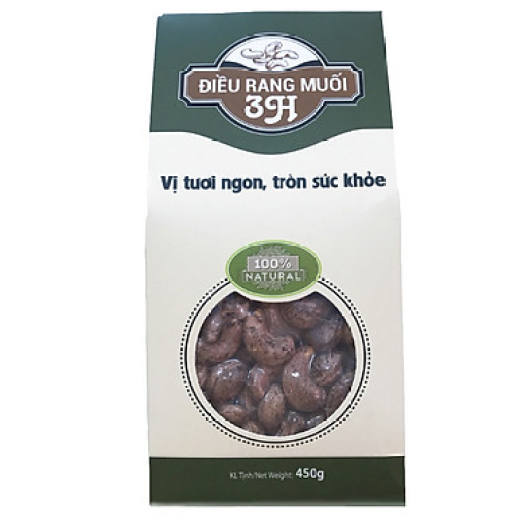 ĐIỀU RANG MUỐI
3H
Vị tươi ngon, tròn sức khỏe
100%
NATURAL
KL Tịnh/Net Weight: 450g